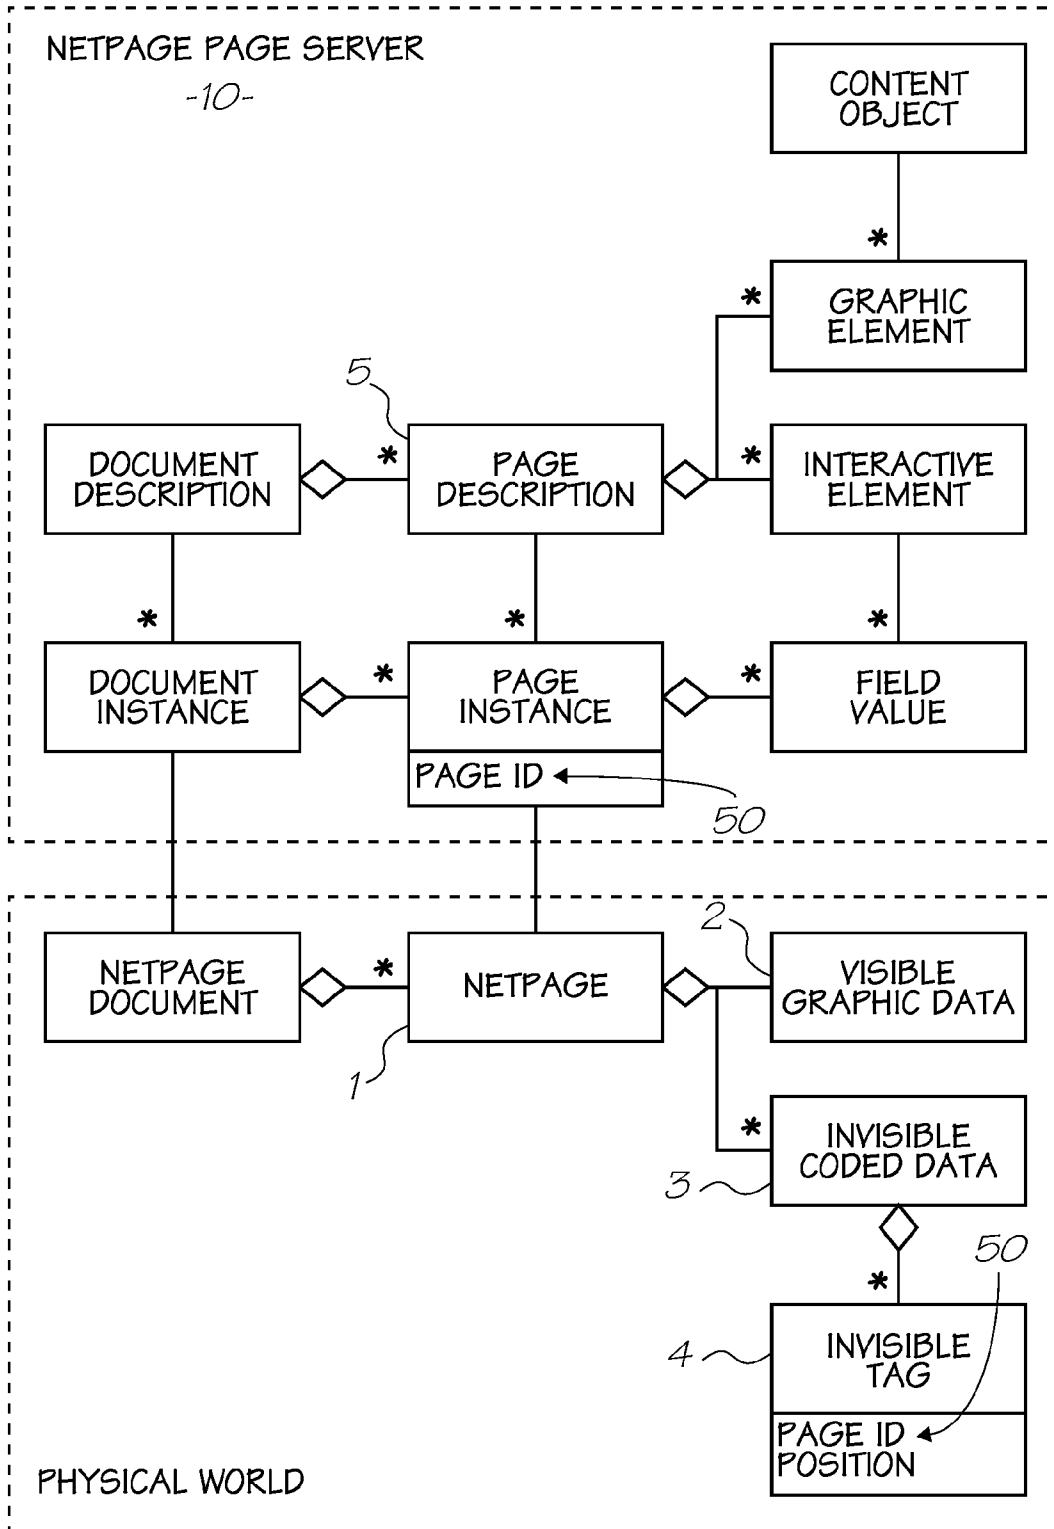 NETPAGE PAGE SERVER
-10-
CONTENT
OBJECT
*
GRAPHIC
ELEMENT
*
5
DOCUMENT
DESCRIPTION
*
PAGE
DESCRIPTION
*
INTERACTIVE
ELEMENT
*
*
*
DOCUMENT
INSTANCE
*
PAGE
INSTANCE
*
FIELD
VALUE
PAGE ID
50
NETPAGE
DOCUMENT
*
NETPAGE
1
2
VISIBLE
GRAPHIC DATA
*
INVISIBLE
CODED DATA
3
50
*
4
INVISIBLE
TAG
PAGE ID
POSITION
PHYSICAL WORLD